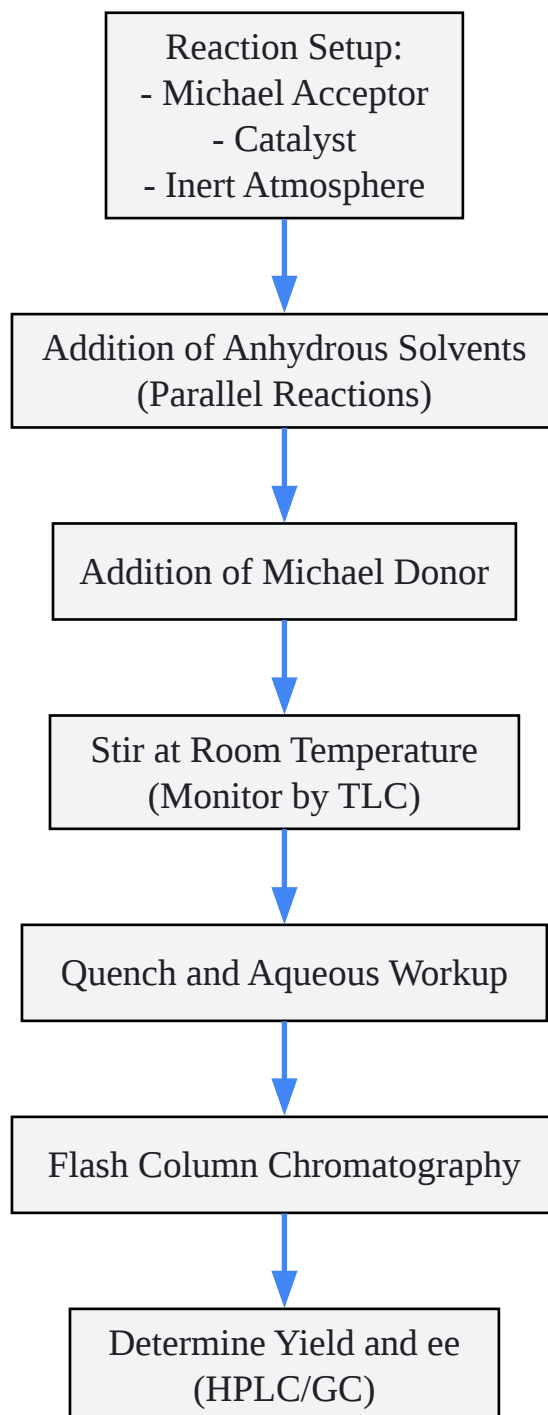 Reaction Setup:
- Michael Acceptor
- Catalyst
- Inert Atmosphere
Addition of Anhydrous Solvents
(Parallel Reactions)
Addition of Michael Donor
Stir at Room Temperature
(Monitor by TLC)
Quench and Aqueous Workup
Flash Column Chromatography
Determine Yield and ee
(HPLC/GC)